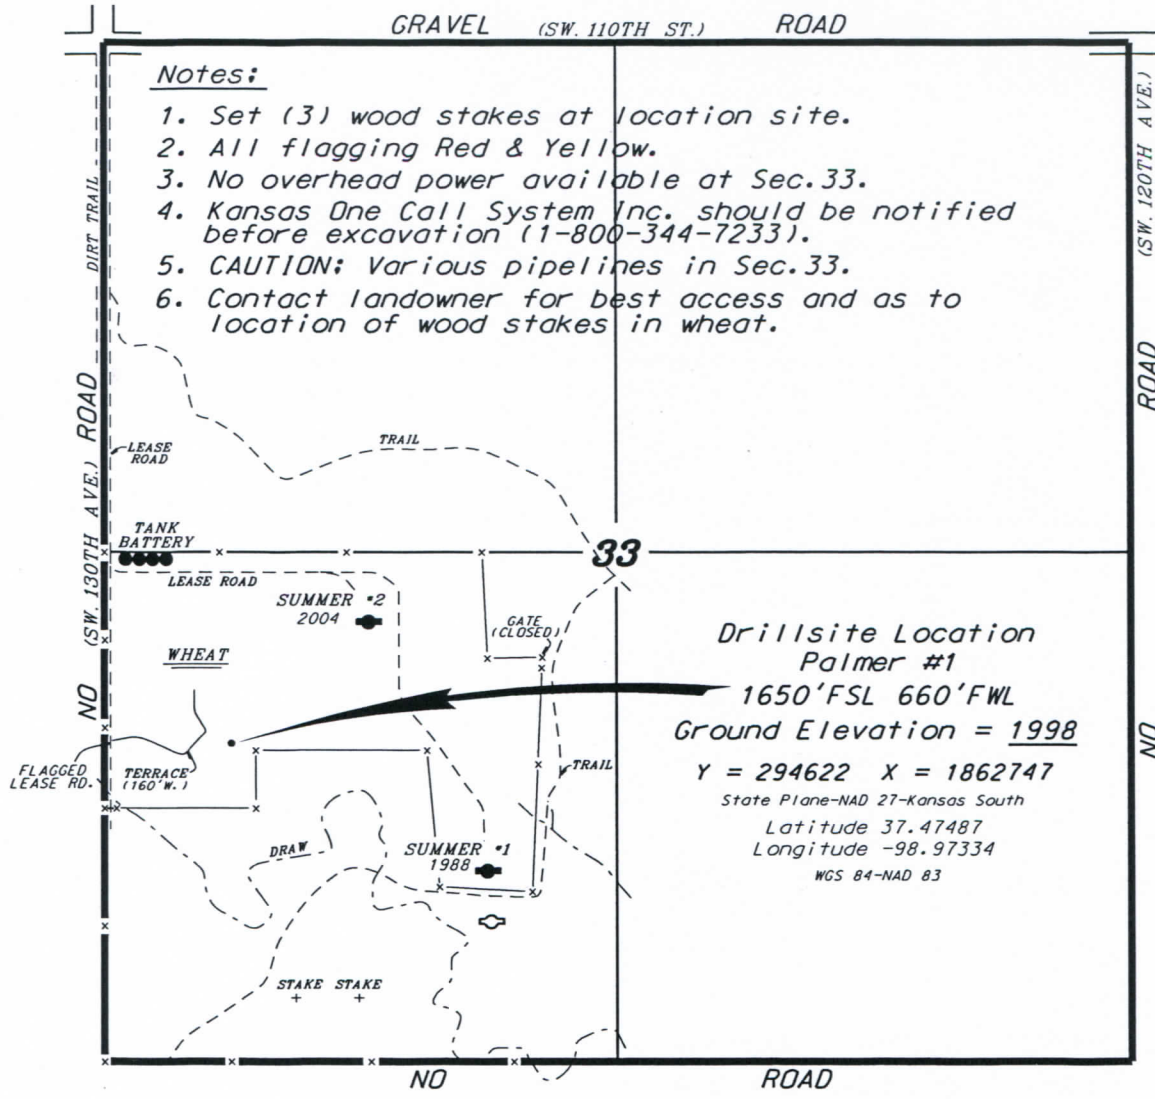 GRAVEL (SW. 110TH ST.) ROAD
Notes:
1. Set (3) wood stakes at location site.
2. All flagging Red & Yellow.
3. No overhead power available at Sec.33.
4. Kansas One Call System Inc. should be notified
before excavation (1-800-344-7233).
5. CAUTION: Various pipelines in Sec.33.
6. Contact landowner for best access and as to
location of wood stakes in wheat.
DIRT TRAIL
NO (SW. 130TH AVE.) ROAD
NO ROAD (SW. 120TH AVE.)
LEASE
ROAD
TRAIL
TANK
BATTERY
33
LEASE ROAD
SUMMER #2
2004
GATE
(CLOSED)
WHEAT
Drillsite Location
Palmer #1
1650'FSL 660'FWL
Ground Elevation = 1998
Y = 294622 X = 1862747
State Plane-NAD 27-Kansas South
Latitude 37.47487
Longitude -98.97334
WGS 84-NAD 83
FLAGGED
LEASE RD.
TERRACE
(160'W.)
TRAIL
DRAW
SUMMER #1
1988
STAKE STAKE
NO ROAD